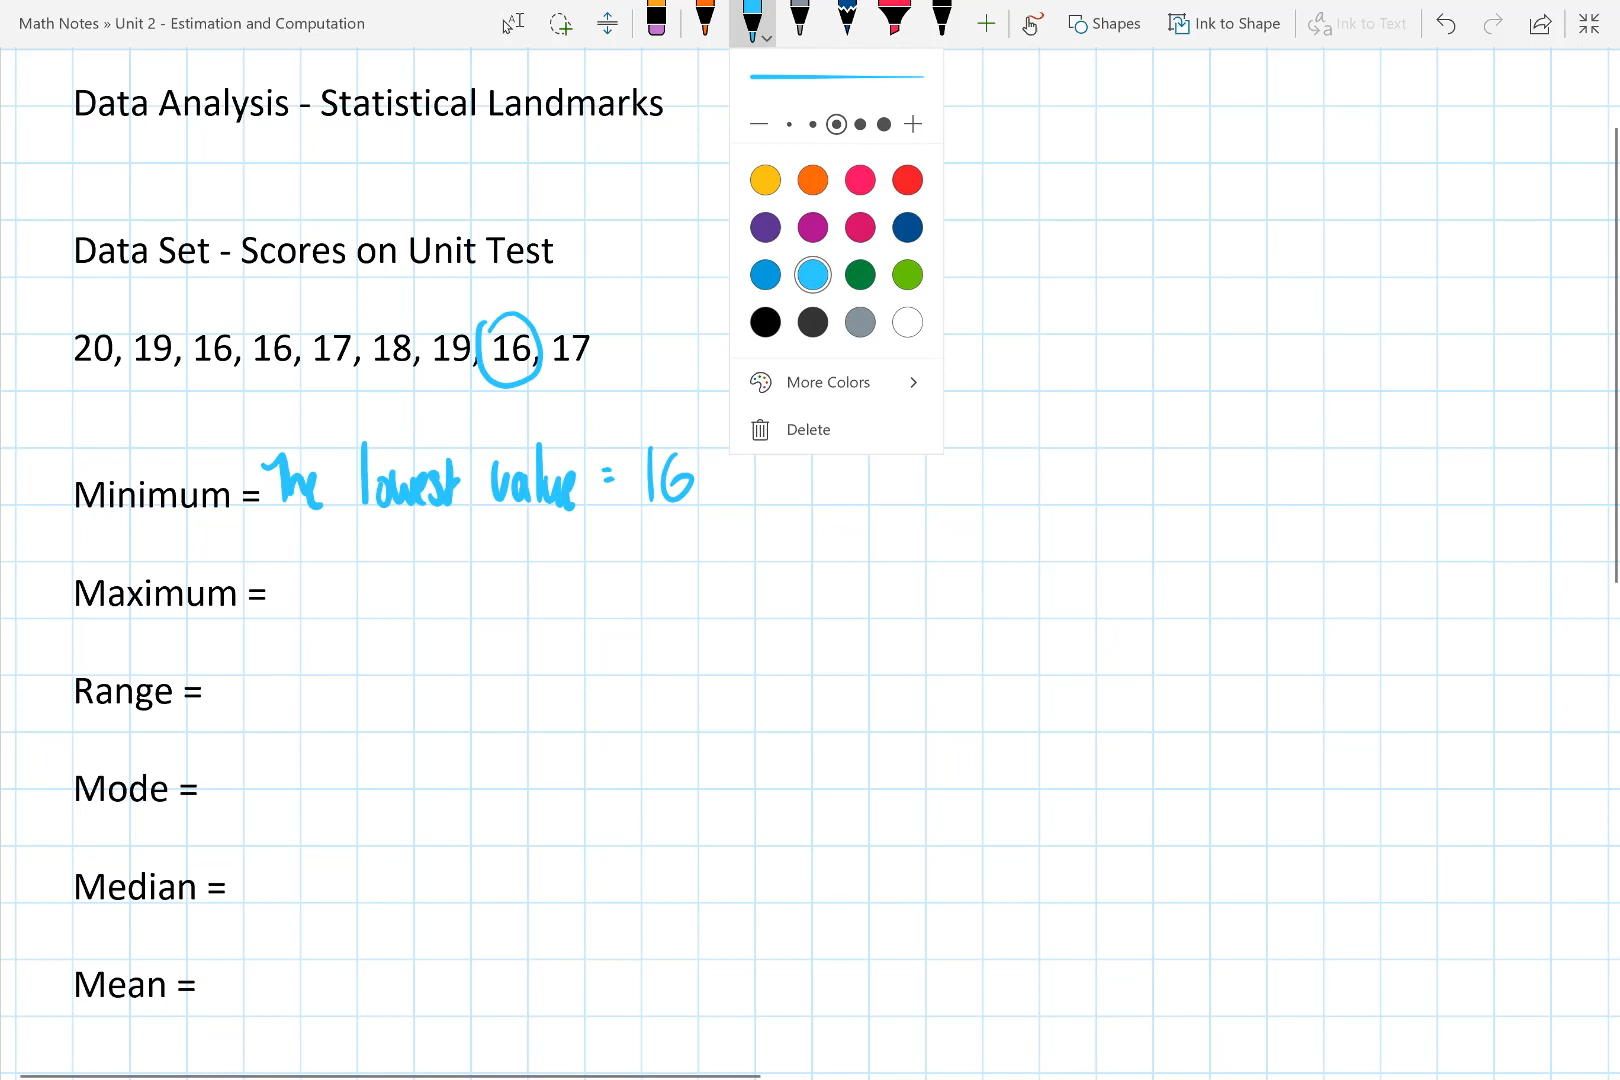 Math Notes » Unit 2 - Estimation and Computation
Shapes
Ink to Shape
Ink to Text
Data Analysis - Statistical Landmarks
Data Set - Scores on Unit Test
20, 19, 16, 16, 17, 18, 19, 16, 17
More Colors
Delete
Minimum = The lowest value = 16
Maximum =
Range =
Mode =
Median =
Mean =